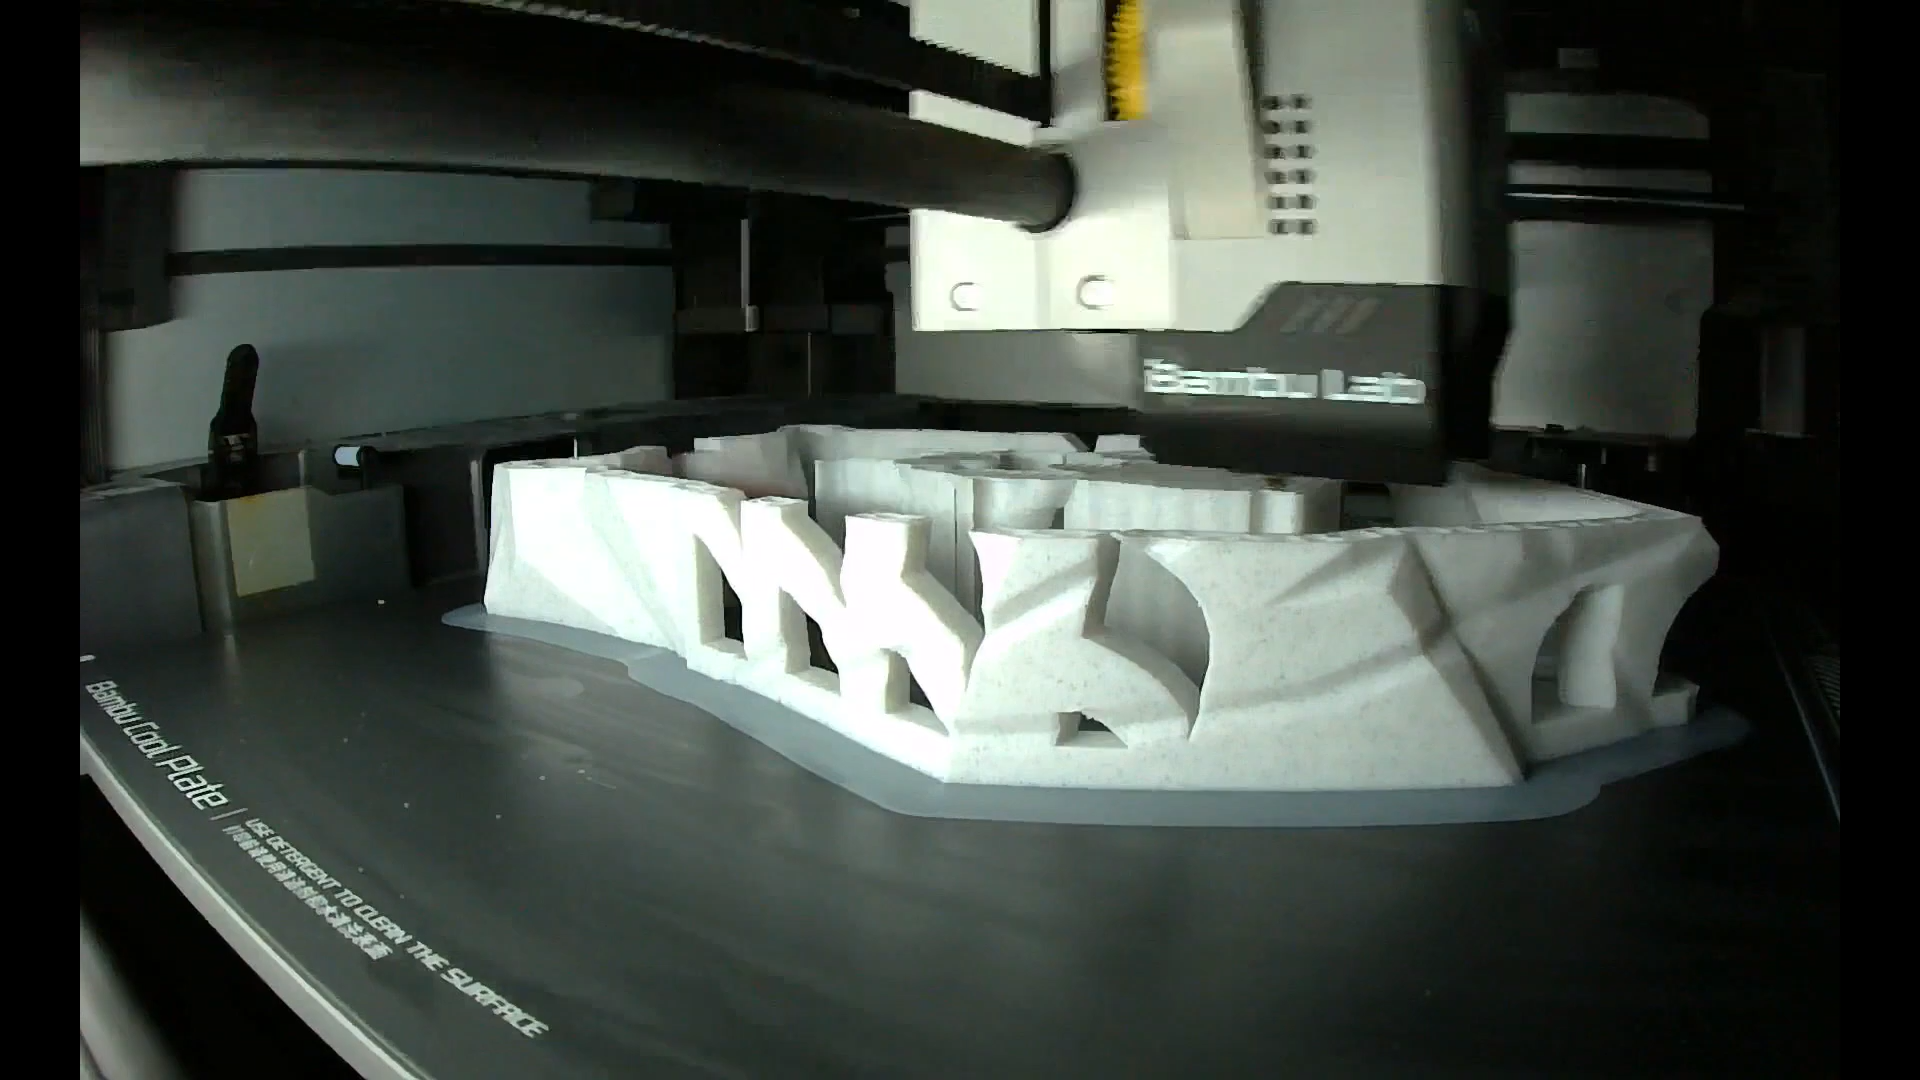 Bambu Lab
Bambu Cool Plate
USE DETERGENT TO CLEAN THE SURFACE